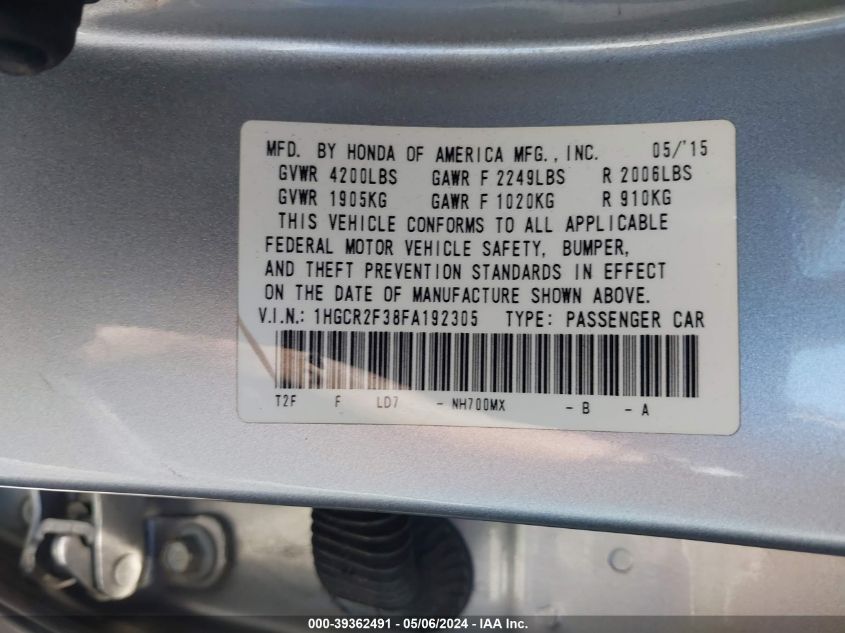 MFD. BY HONDA OF AMERICA MFG., INC. 05/'15
GVWR 4200LBS GAWR F 2249LBS R 2006LBS
GVWR 1905KG GAWR F 1020KG R 910KG
THIS VEHICLE CONFORMS TO ALL APPLICABLE
FEDERAL MOTOR VEHICLE SAFETY, BUMPER,
AND THEFT PREVENTION STANDARDS IN EFFECT
ON THE DATE OF MANUFACTURE SHOWN ABOVE.
V.I.N.: 1HGCR2F38FA192305 TYPE: PASSENGER CAR
T2F F LD7 - NH700MX - B - A
000-39362491 - 05/06/2024 - IAAI.COM